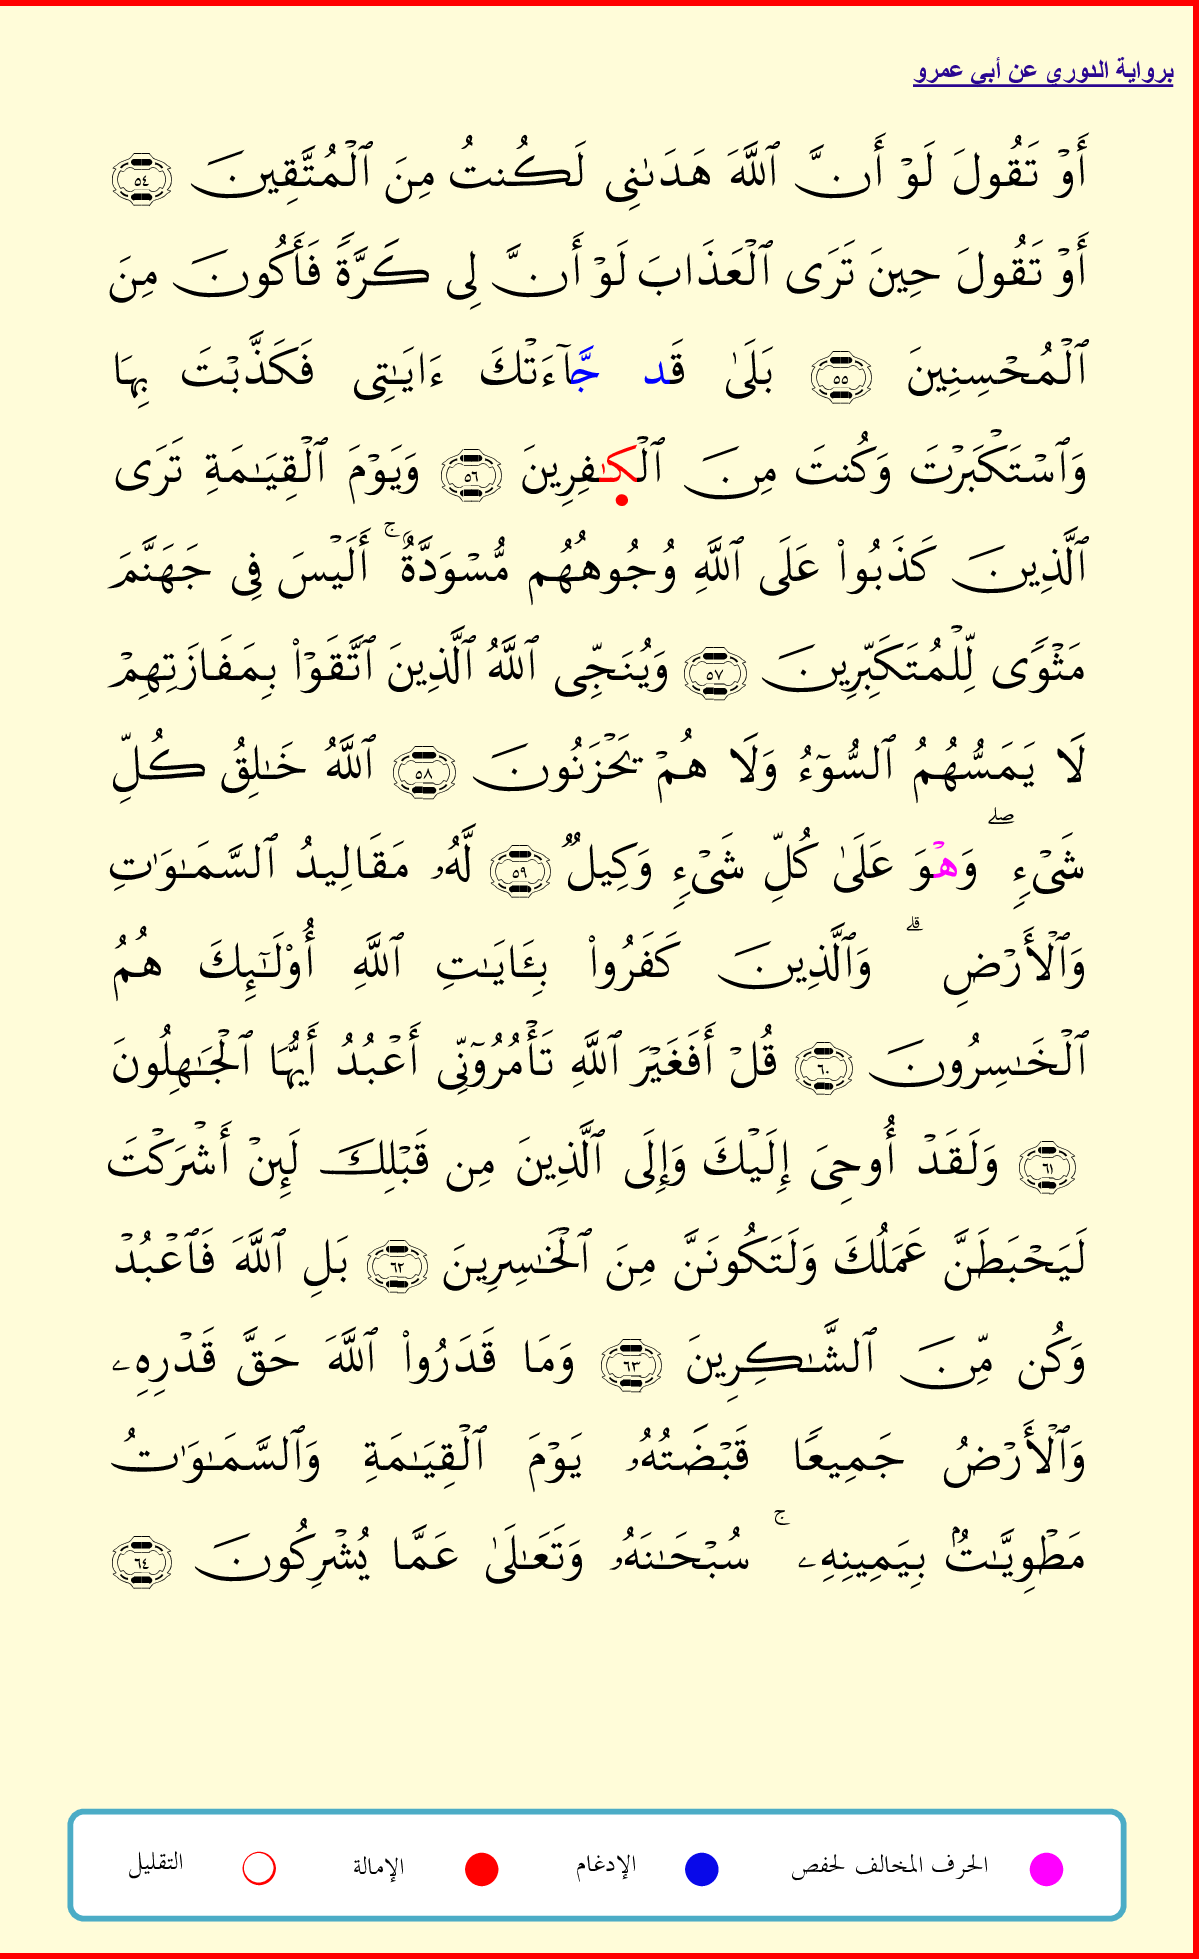 برواية الدوري عن أبي عمرو
أَوۡ تَقُولَ لَوۡ أَنَّ ٱللَّهَ هَدَىٰنِى لَكُنتُ مِنَ ٱلۡمُتَّقِينَ ٥٤
أَوۡ تَقُولَ حِينَ تَرَى ٱلۡعَذَابَ لَوۡ أَنَّ لِى كَرَّةٗ فَأَكُونَ مِنَ
ٱلۡمُحۡسِنِينَ ٥٥ بَلَىٰ قَد جَّآءَتۡكَ ءَايَـٰتِى فَكَذَّبۡتَ بِهَا
وَٱسۡتَكۡبَرۡتَ وَكُنتَ مِنَ ٱلۡكَـٰفِرِينَ ٥٦ وَيَوۡمَ ٱلۡقِيَـٰمَةِ تَرَى
ٱلَّذِينَ كَذَبُواْ عَلَى ٱللَّهِ وُجُوهُهُم مُّسۡوَدَّةٌ ۚ أَلَيۡسَ فِى جَهَنَّمَ
مَثۡوٗى لِّلۡمُتَكَبِّرِينَ ٥٧ وَيُنَجِّى ٱللَّهُ ٱلَّذِينَ ٱتَّقَوۡاْ بِمَفَازَتِهِمۡ
لَا يَمَسُّهُمُ ٱلسُّوٓءُ وَلَا هُمۡ يَحۡزَنُونَ ٥٨ ٱللَّهُ خَـٰلِقُ كُلِّ
شَىۡءٖ ۖ وَهۡوَ عَلَىٰ كُلِّ شَىۡءٖ وَكِيلٞ ٥٩ لَّهُۥ مَقَالِيدُ ٱلسَّمَـٰوَٰتِ
وَٱلۡأَرۡضِ ۗ وَٱلَّذِينَ كَفَرُواْ بِـَٔايَـٰتِ ٱللَّهِ أُوْلَـٰٓئِكَ هُمُ
ٱلۡخَـٰسِرُونَ ٦٠ قُلۡ أَفَغَيۡرَ ٱللَّهِ تَأۡمُرُوٓنِّى أَعۡبُدُ أَيُّهَا ٱلۡجَـٰهِلُونَ
٦١ وَلَقَدۡ أُوحِىَ إِلَيۡكَ وَإِلَى ٱلَّذِينَ مِن قَبۡلِكَ لَئِنۡ أَشۡرَكۡتَ
لَيَحۡبَطَنَّ عَمَلُكَ وَلَتَكُونَنَّ مِنَ ٱلۡخَـٰسِرِينَ ٦٢ بَلِ ٱللَّهَ فَٱعۡبُدۡ
وَكُن مِّنَ ٱلشَّـٰكِرِينَ ٦٣ وَمَا قَدَرُواْ ٱللَّهَ حَقَّ قَدۡرِهِۦ
وَٱلۡأَرۡضُ جَمِيعٗا قَبۡضَتُهُۥ يَوۡمَ ٱلۡقِيَـٰمَةِ وَٱلسَّمَـٰوَٰتُ
مَطۡوِيَّـٰتُۢ بِيَمِينِهِۦ ۚ سُبۡحَـٰنَهُۥ وَتَعَـٰلَىٰ عَمَّا يُشۡرِكُونَ ٦٤
الحرف المخالف لحفص الإدغام الإمالة التقليل